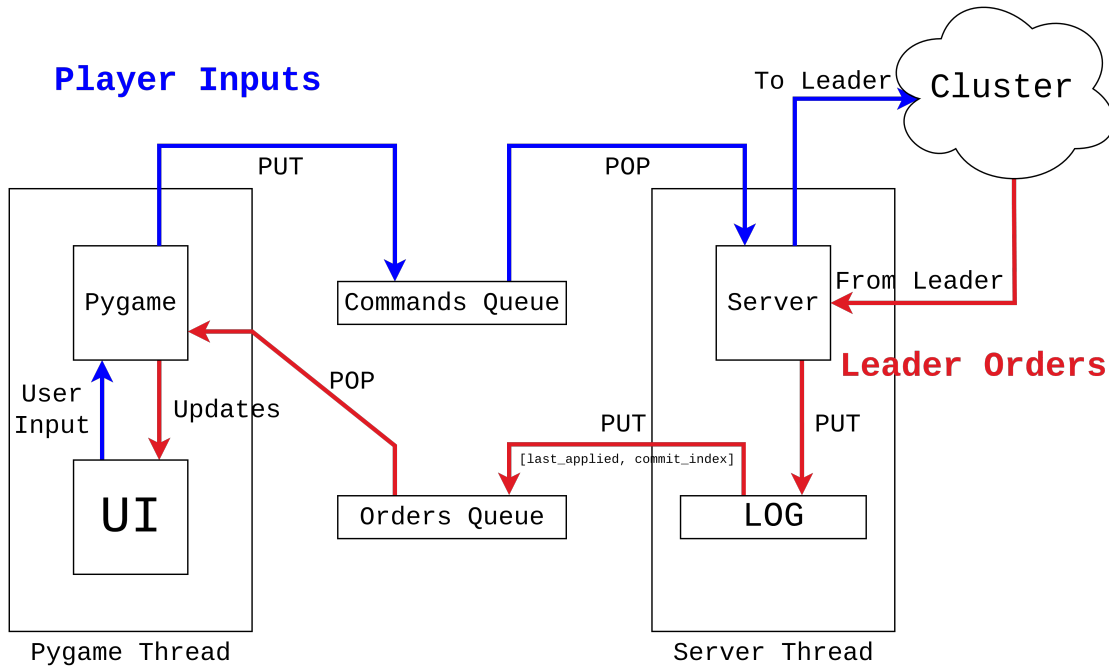 Player Inputs
To Leader
Cluster
PUT
POP
Pygame
Commands Queue
Server
From Leader
Leader Orders
User
Input
Updates
POP
PUT
PUT
[last_applied, commit_index]
UI
Orders Queue
LOG
Pygame Thread
Server Thread